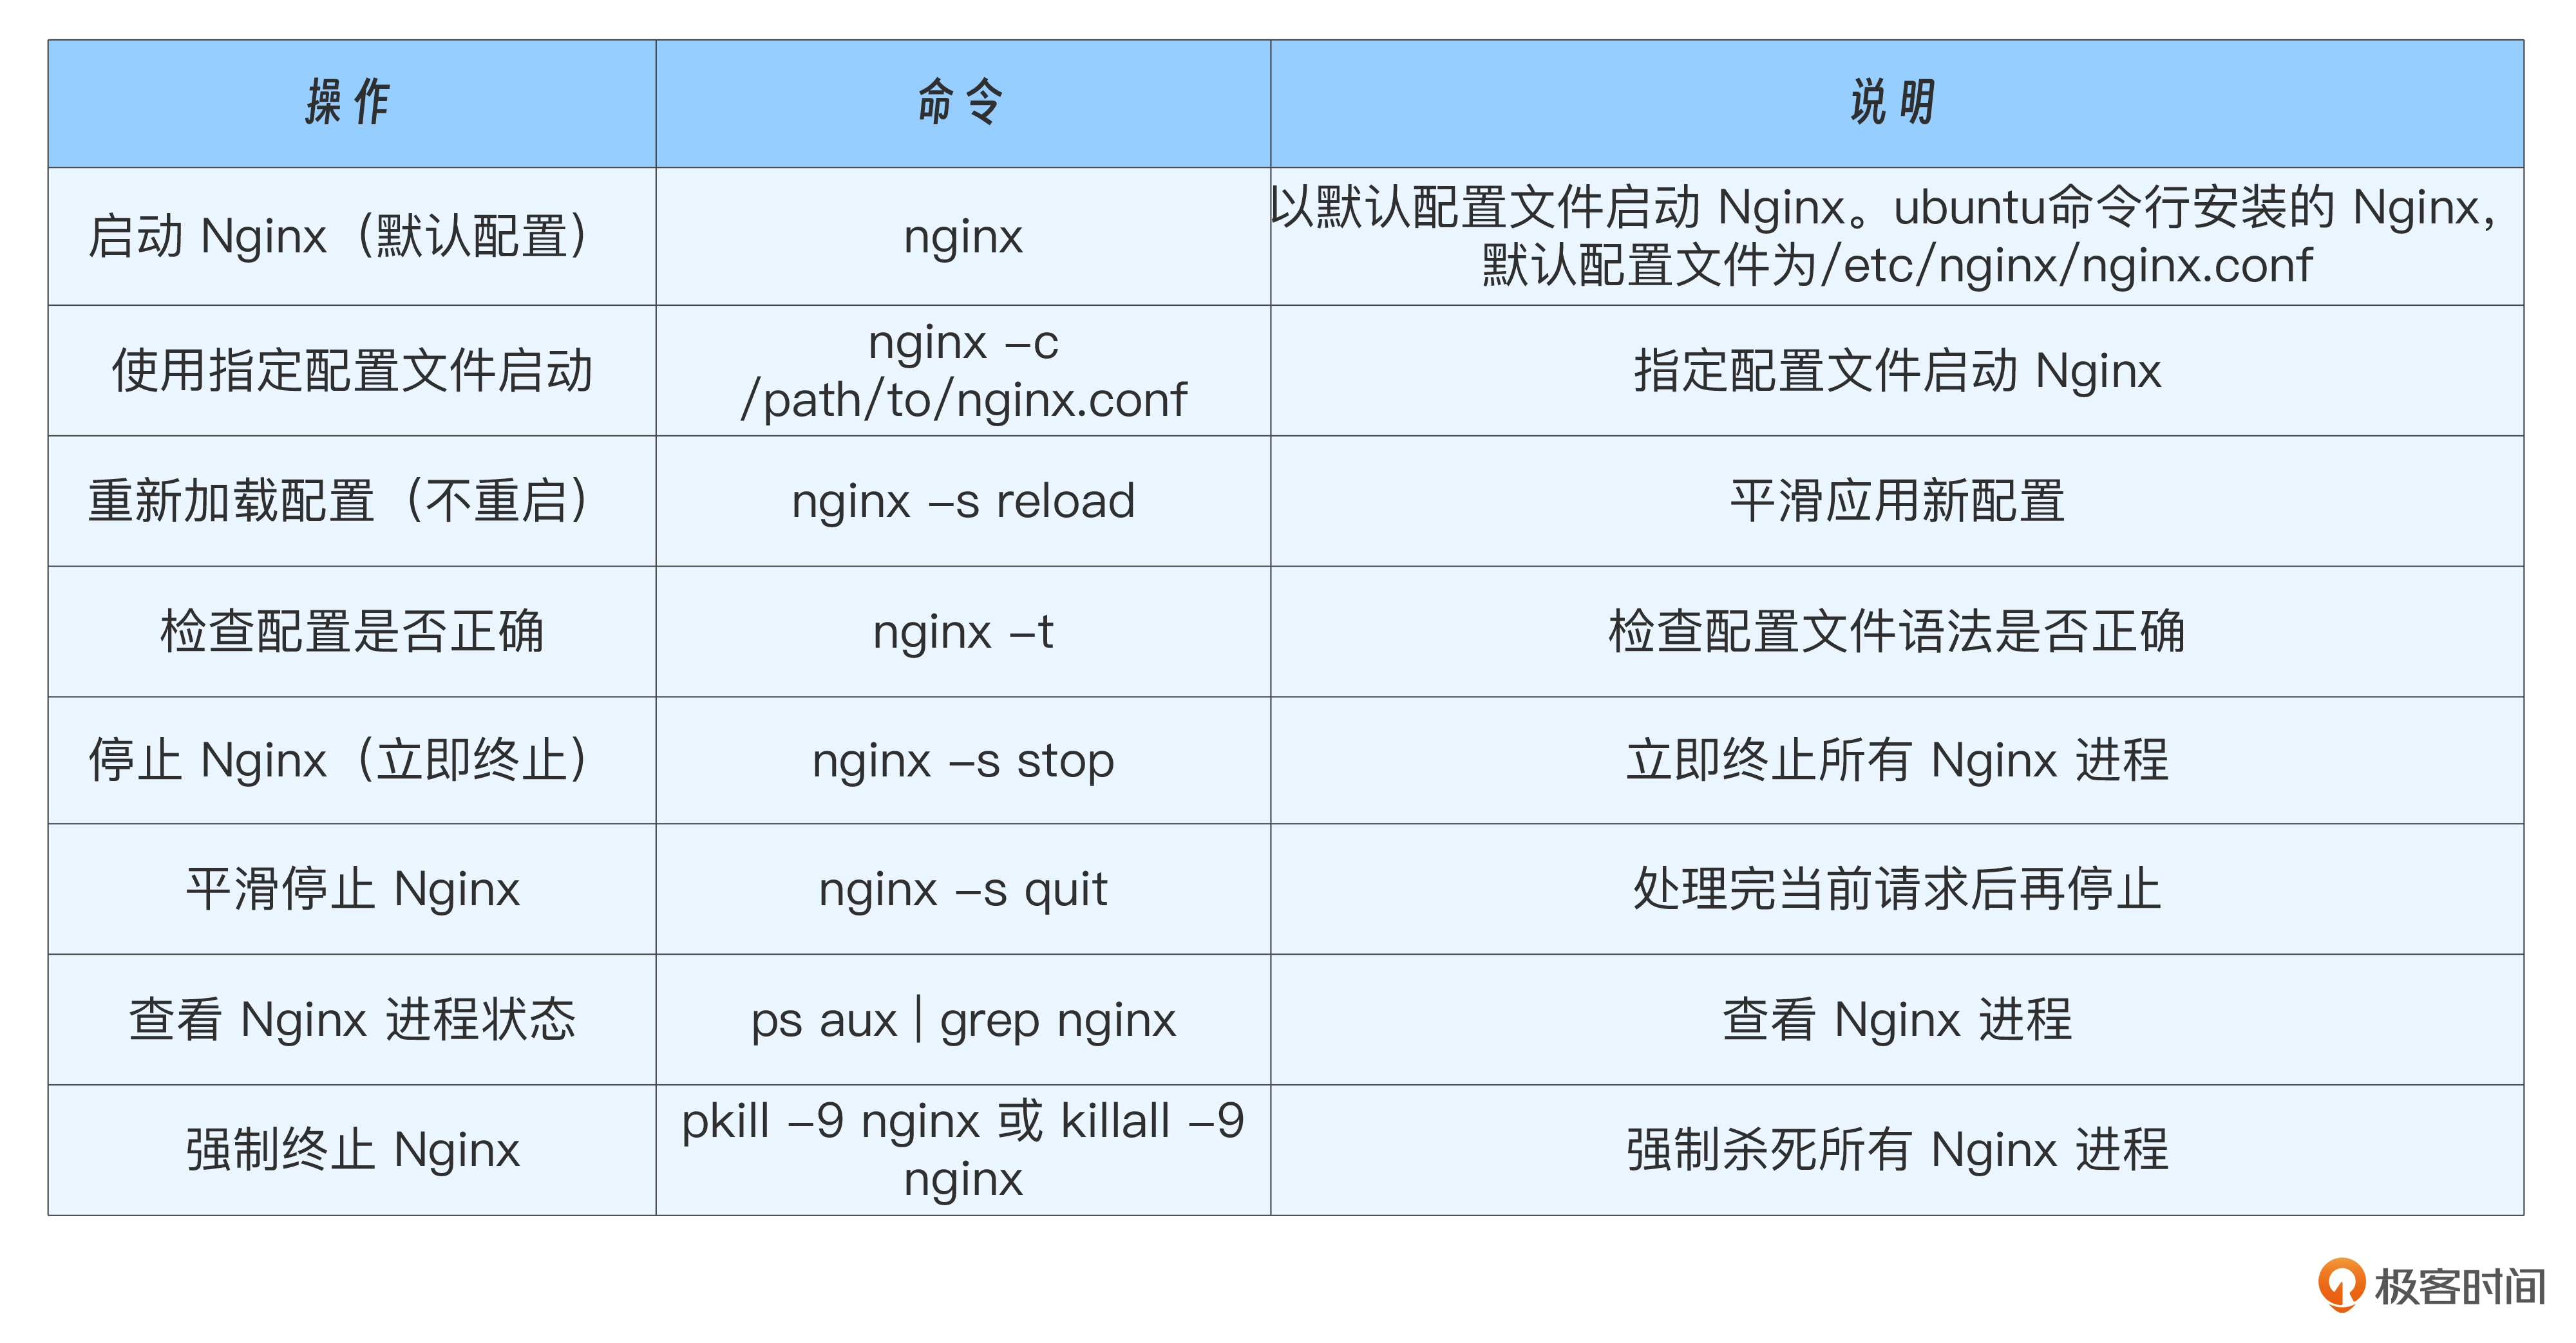 操作
命令
说明
启动 Nginx（默认配置）
nginx
以默认配置文件启动 Nginx。ubuntu命令行安装的 Nginx，
默认配置文件为/etc/nginx/nginx.conf
使用指定配置文件启动
nginx –c
/path/to/nginx.conf
指定配置文件启动 Nginx
重新加载配置（不重启）
nginx –s reload
平滑应用新配置
检查配置是否正确
nginx –t
检查配置文件语法是否正确
停止 Nginx（立即终止）
nginx –s stop
立即终止所有 Nginx 进程
平滑停止 Nginx
nginx –s quit
处理完当前请求后再停止
查看 Nginx 进程状态
ps aux | grep nginx
查看 Nginx 进程
强制终止 Nginx
pkill –9 nginx 或 killall –9
nginx
强制杀死所有 Nginx 进程
极客时间